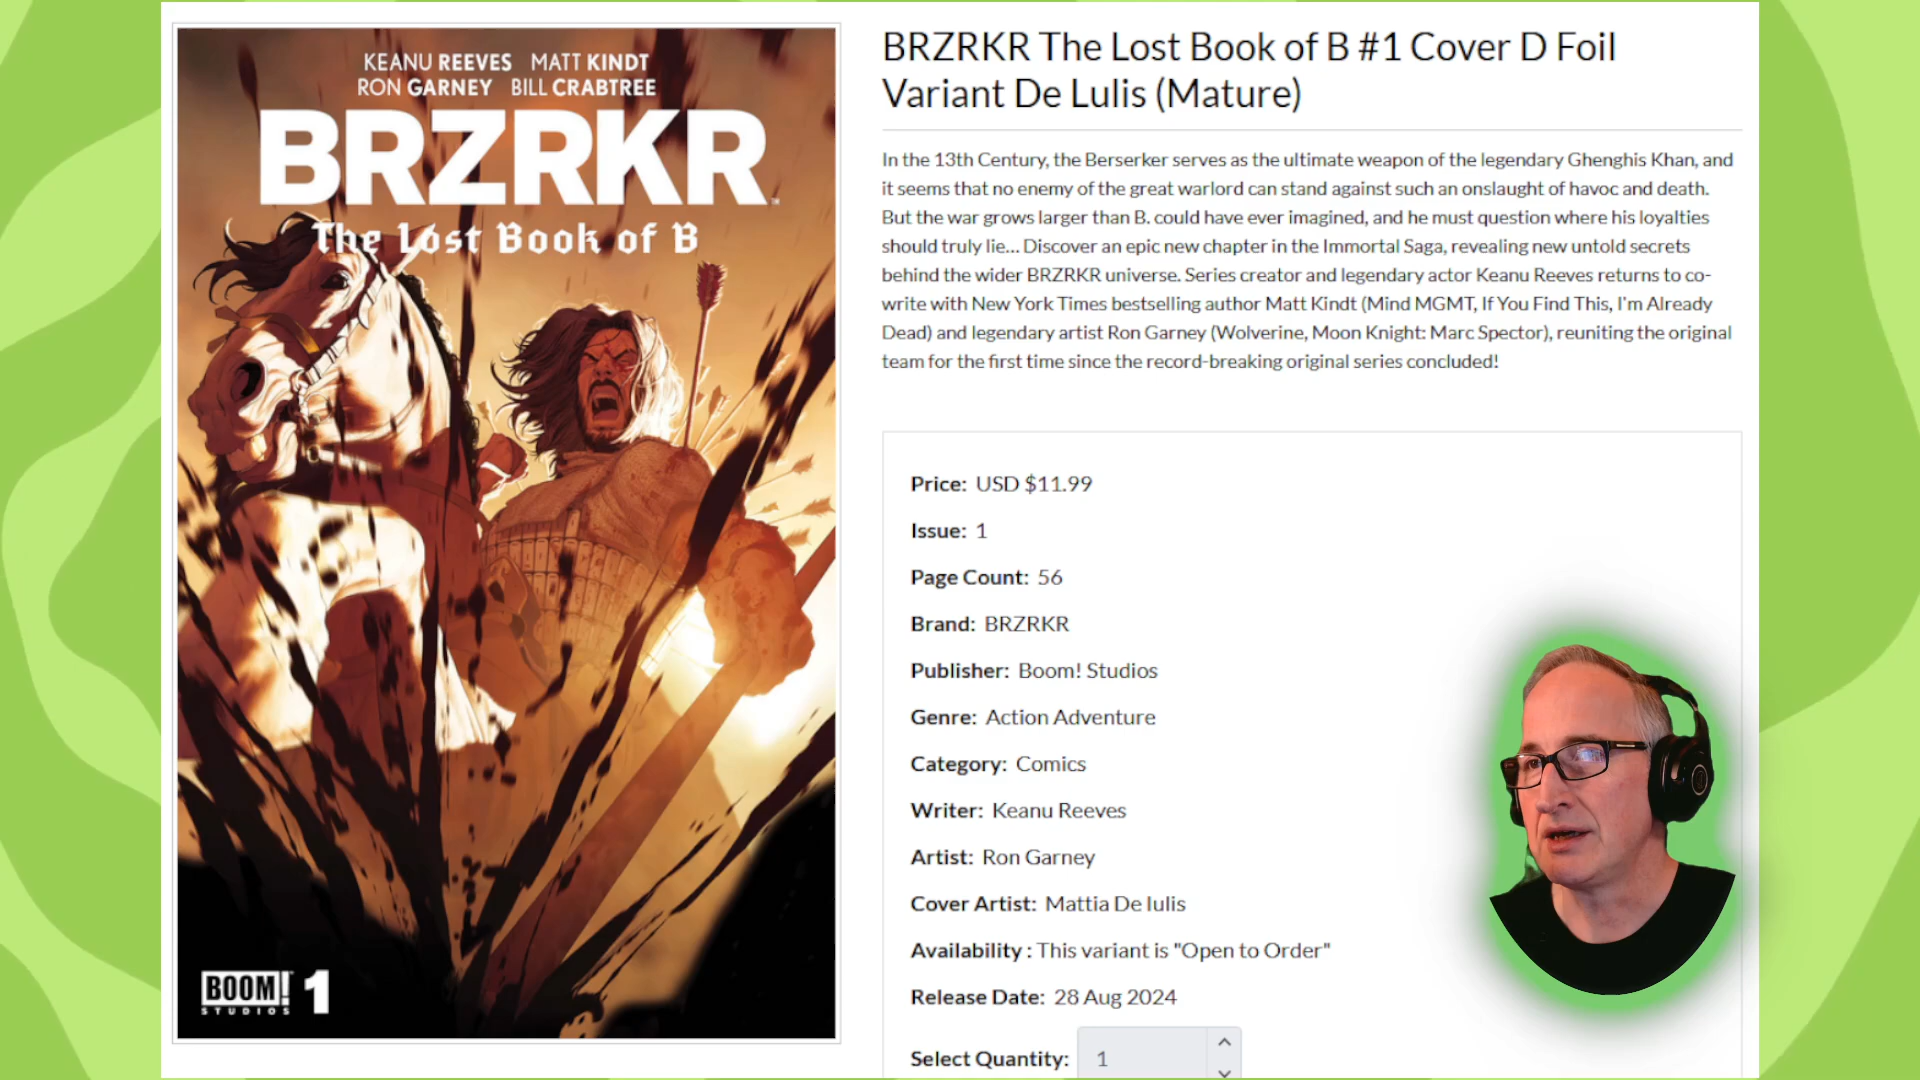 KEANU REEVES MATT KINDT
RON GARNEY BILL CRABTREE
BRZRKR
The Lost Book of B
BOOM! 1
STUDIOS
BRZRKR The Lost Book of B #1 Cover D Foil
Variant De Lulis (Mature)
In the 13th Century, the Berserker serves as the ultimate weapon of the legendary Ghenghis Khan, and
it seems that no enemy of the great warlord can stand against such an onslaught of havoc and death.
But the war grows larger than B. could have ever imagined, and he must question where his loyalties
should truly lie... Discover an epic new chapter in the Immortal Saga, revealing new untold secrets
behind the wider BRZRKR universe. Series creator and legendary actor Keanu Reeves returns to co-
write with New York Times bestselling author Matt Kindt (Mind MGMT, If You Find This, I'm Already
Dead) and legendary artist Ron Garney (Wolverine, Moon Knight: Marc Spector), reuniting the original
team for the first time since the record-breaking original series concluded!
Price: USD $11.99
Issue: 1
Page Count: 56
Brand: BRZRKR
Publisher: Boom! Studios
Genre: Action Adventure
Category: Comics
Writer: Keanu Reeves
Artist: Ron Garney
Cover Artist: Mattia De Iulis
Availability : This variant is "Open to Order"
Release Date: 28 Aug 2024
Select Quantity: 1